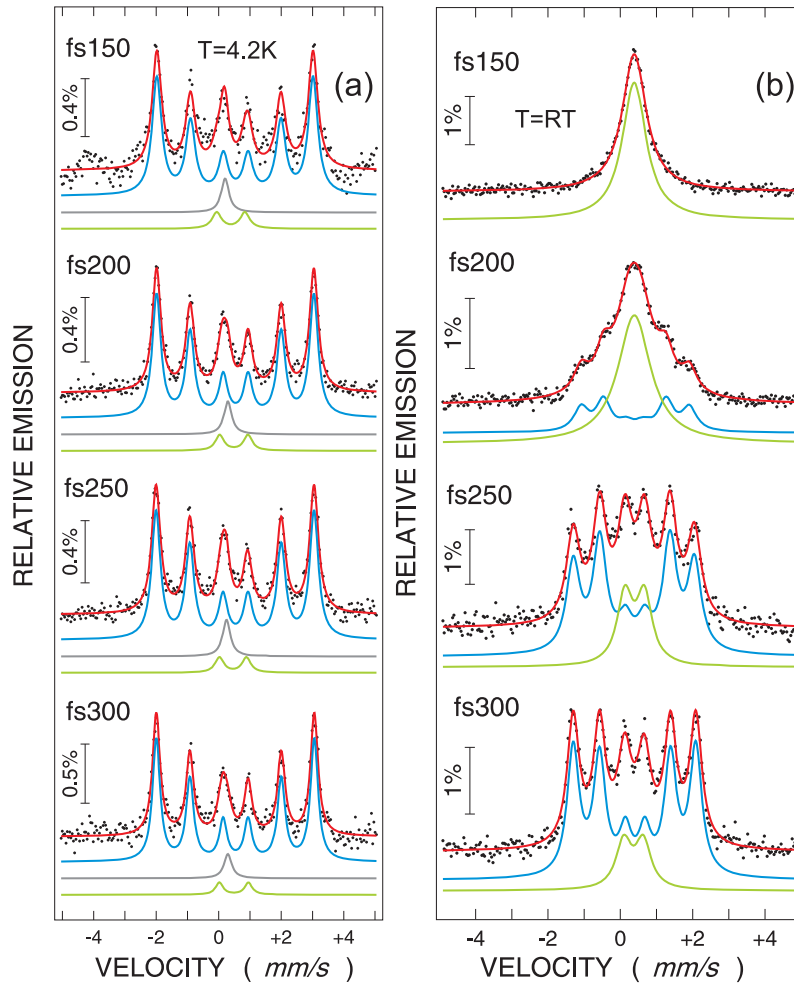 fs150
T=4.2K
(a)
0.4%
fs200
0.4%
fs250
0.4%
fs300
0.5%
RELATIVE EMISSION
-4
-2
0
+2
+4
VELOCITY ( mm/s )
fs150
(b)
T=RT
1%
fs200
1%
fs250
1%
fs300
1%
RELATIVE EMISSION
-4
-2
0
+2
+4
VELOCITY ( mm/s )